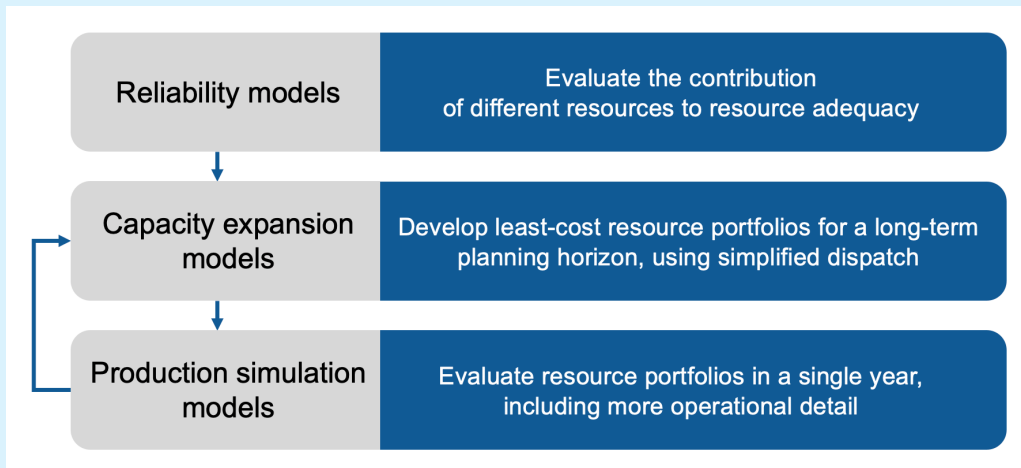 Reliability models
Evaluate the contribution
of different resources to resource adequacy
Capacity expansion
models
Develop least-cost resource portfolios for a long-term
planning horizon, using simplified dispatch
Production simulation
models
Evaluate resource portfolios in a single year,
including more operational detail